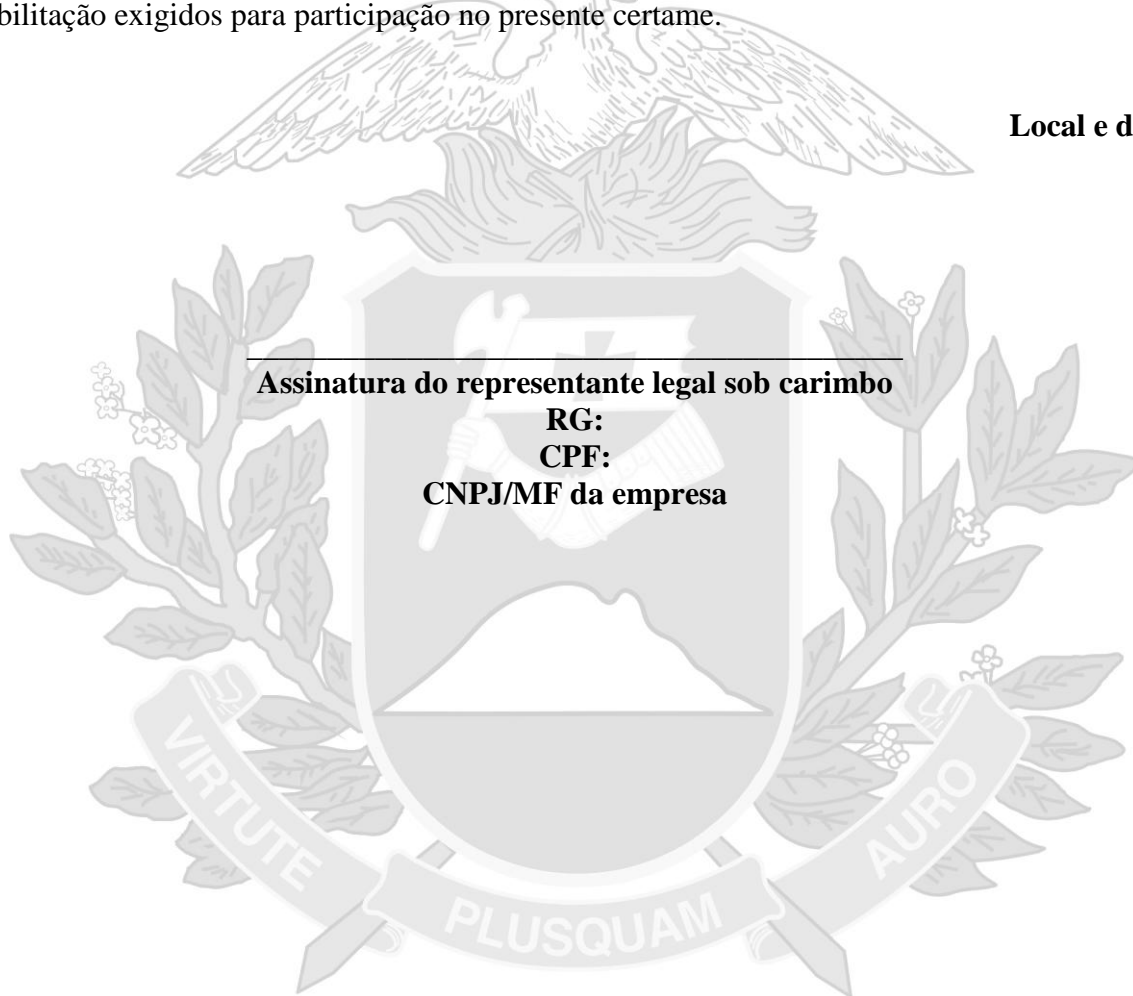 bilitação exigidos para participação no presente certame.
Local e d
_________________________________________
Assinatura do representante legal sob carimbo
RG:
CPF:
CNPJ/MF da empresa
VIRTUTE
PLUSQUAM
AURO